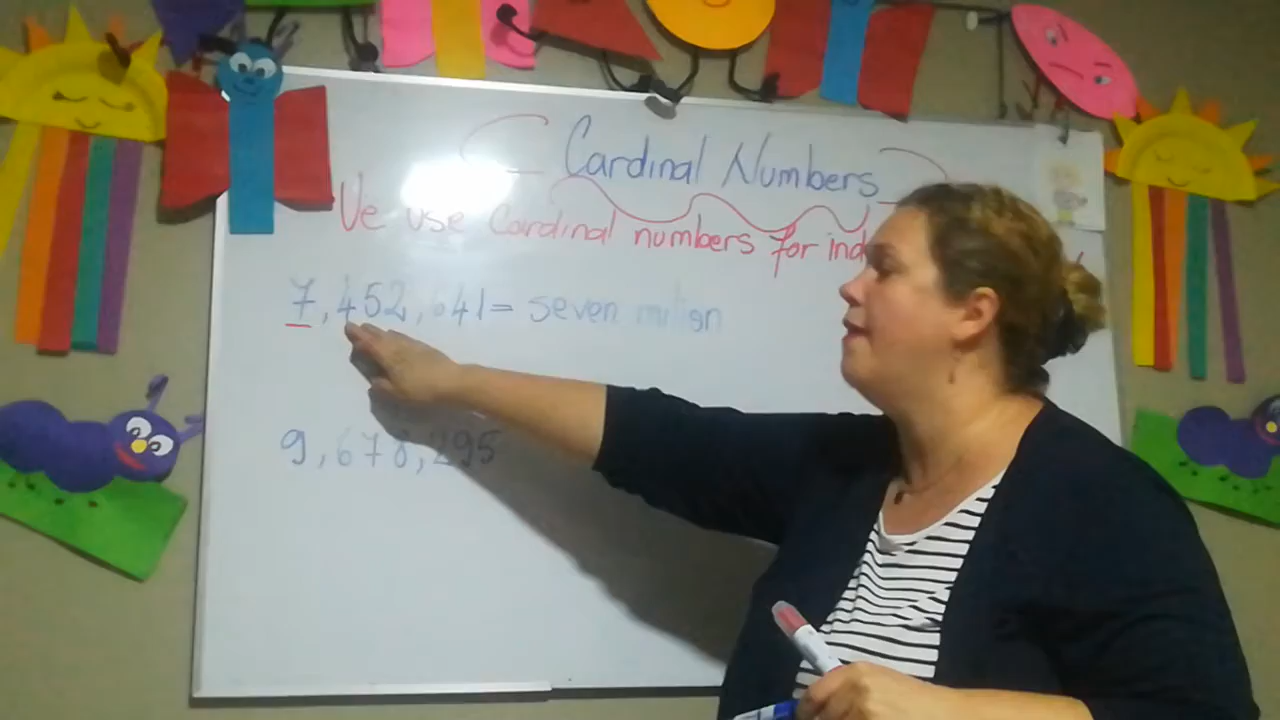 Cardinal Numbers
We use Cardinal numbers for ind
7,452,641= seven million
9,678,295